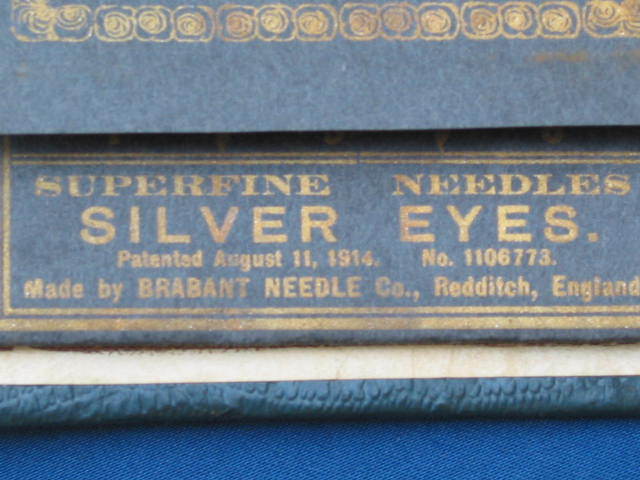 SUPERFINE NEEDLES
SILVER EYES.
Patented August 11, 1914. No. 1106773.
Made by BRABANT NEEDLE Co., Redditch, England